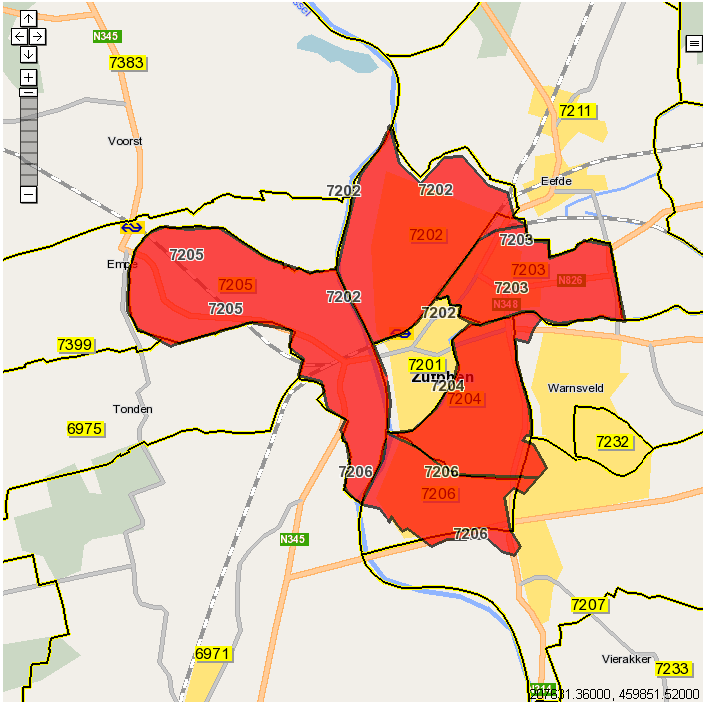 N345
7383
7211
Voorst
7202
7202
Eefde
7202
7203
7205
Empe
7203
N826
7205
7203
7202
N348
7205
7202
7399
7201
Zutphen
7204
Warnsveld
7204
Tonden
6975
7232
7206
7206
7206
7206
N345
7207
6971
Vierakker
7233
207631.36000, 459851.52000